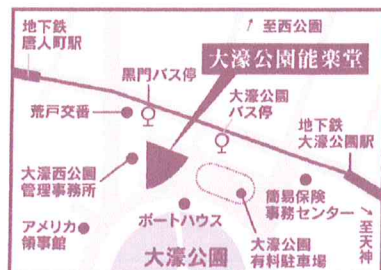 地下鉄
唐人町駅
↗ 至西公園
大濠公園能楽堂
黒門バス停
大濠公園
バス停
荒戸交番
地下鉄
大濠公園駅
大濠西公園
管理事務所
簡易保険
事務センター
ボートハウス
アメリカ
領事館
大濠公園
有料駐車場
大濠公園
↘至天神